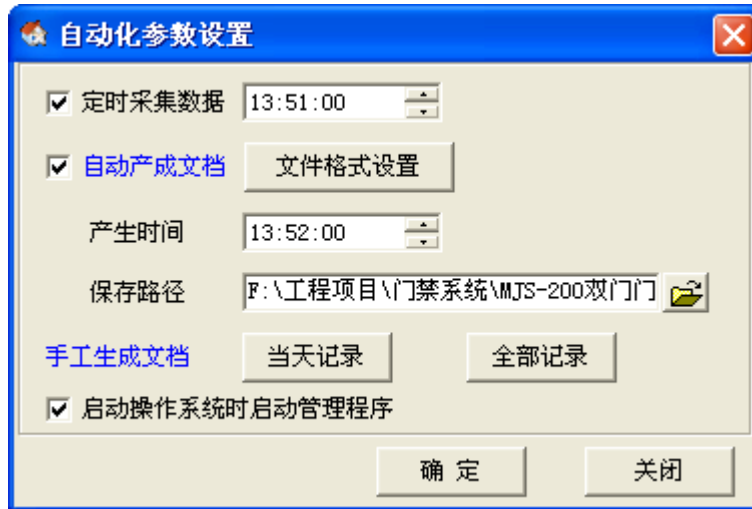 自动化参数设置
定时采集数据 13:51:00
自动产成文档 文件格式设置
产生时间 13:52:00
保存路径 F:\工程项目\门禁系统\MJS-200双门门
手工生成文档 当天记录 全部记录
启动操作系统时启动管理程序
确 定 关闭